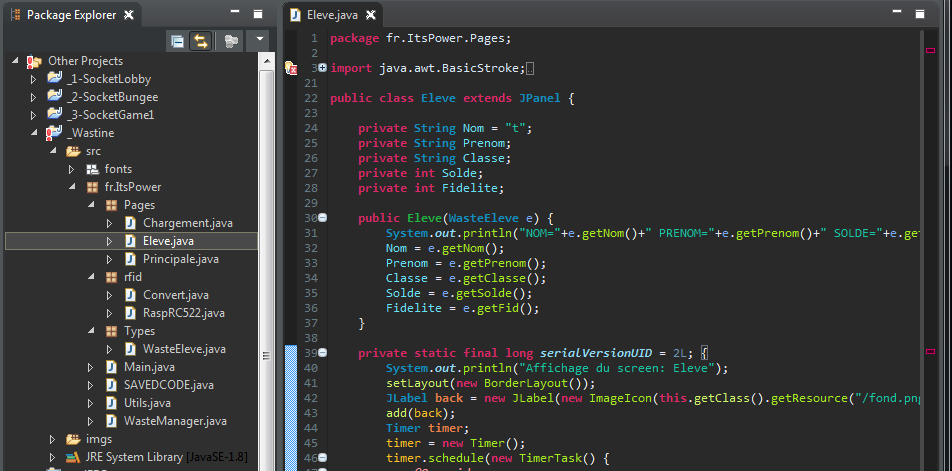 Package Explorer
Other Projects
_1-SocketLobby
_2-SocketBungee
_3-SocketGame1
_Wastine
src
fonts
fr.ItsPower
Pages
Chargement.java
Eleve.java
Principale.java
rfid
Convert.java
RaspRC522.java
Types
WasteEleve.java
Main.java
SAVEDCODE.java
Utils.java
WasteManager.java
imgs
JRE System Library [JavaSE-1.8]
Eleve.java
1 package fr.ItsPower.Pages;
2
3 import java.awt.BasicStroke;
21
22 public class Eleve extends JPanel {
23
24 private String Nom = "t";
25 private String Prenom;
26 private String Classe;
27 private int Solde;
28 private int Fidelite;
29
30 public Eleve(WasteEleve e) {
31 System.out.println("NOM="+e.getNom()+" PRENOM="+e.getPrenom()+" SOLDE="+e.get
32 Nom = e.getNom();
33 Prenom = e.getPrenom();
34 Classe = e.getClasse();
35 Solde = e.getSolde();
36 Fidelite = e.getFid();
37 }
38
39 private static final long serialVersionUID = 2L; {
40 System.out.println("Affichage du screen: Eleve");
41 setLayout(new BorderLayout());
42 JLabel back = new JLabel(new ImageIcon(this.getClass().getResource("/fond.png
43 add(back);
44 Timer timer;
45 timer = new Timer();
46 timer.schedule(new TimerTask() {